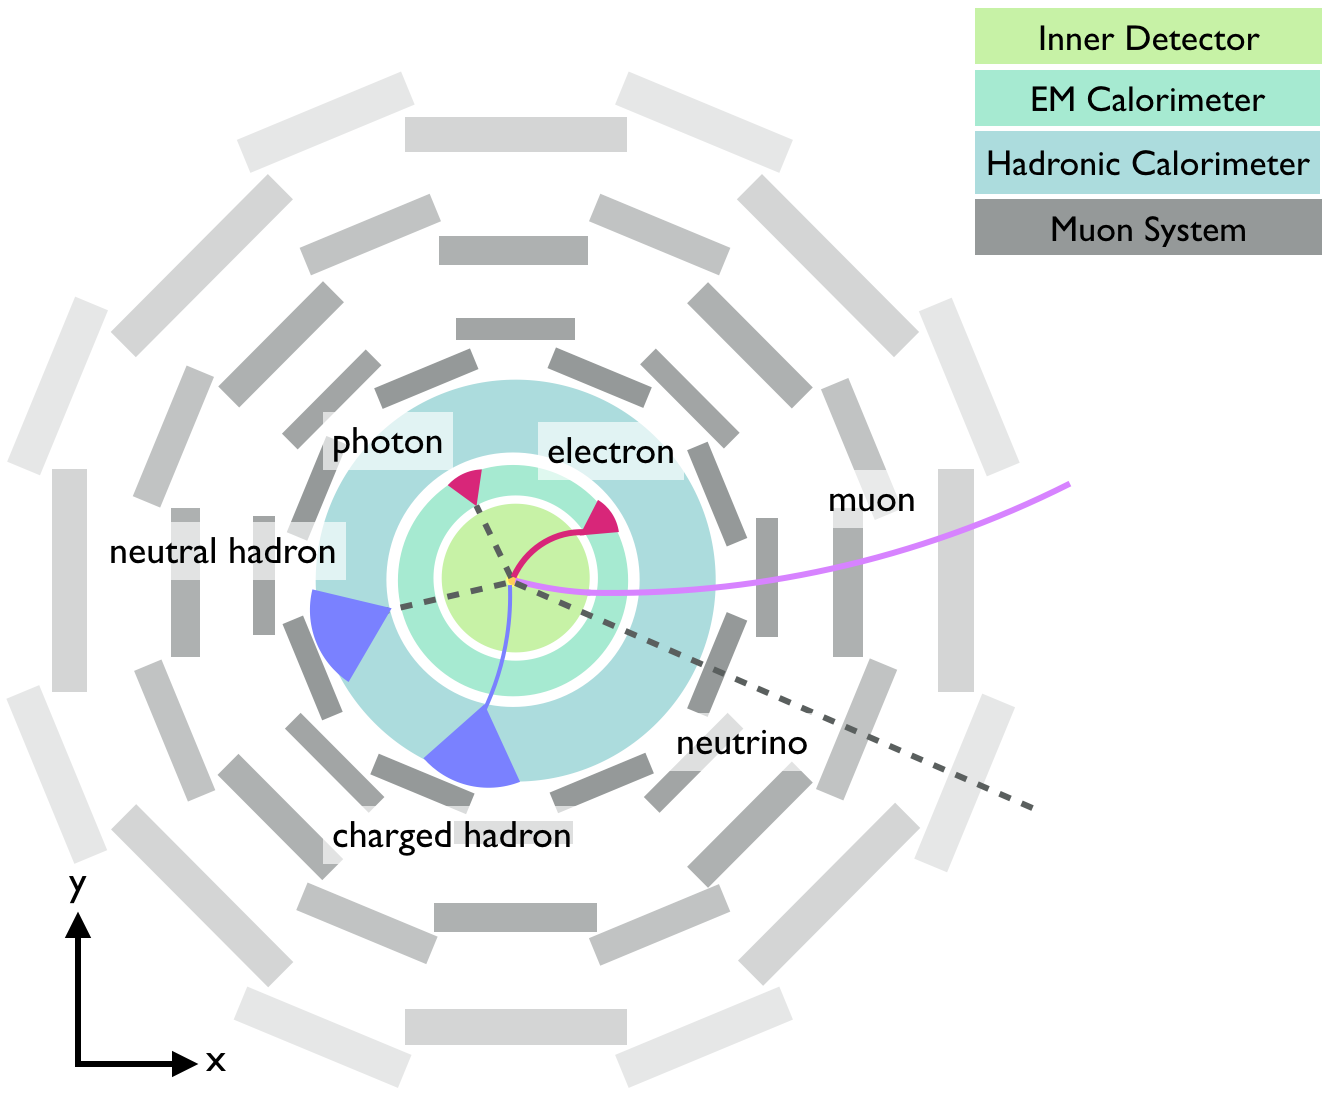 Inner Detector
EM Calorimeter
Hadronic Calorimeter
Muon System
photon
electron
muon
neutral hadron
neutrino
charged hadron
y
x